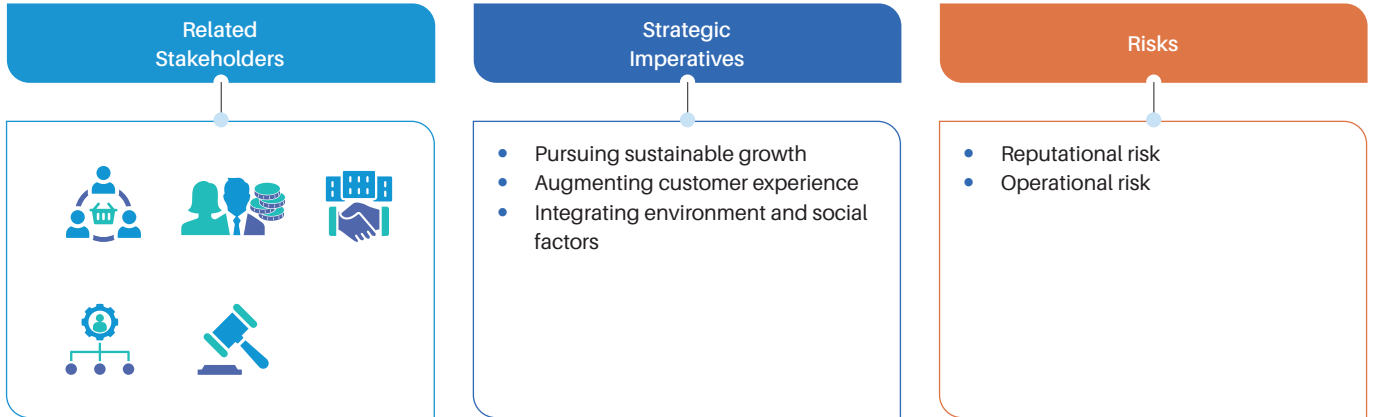 Related
Stakeholders
Strategic
Imperatives
Risks
• Pursuing sustainable growth
• Augmenting customer experience
• Integrating environment and social
factors
• Reputational risk
• Operational risk